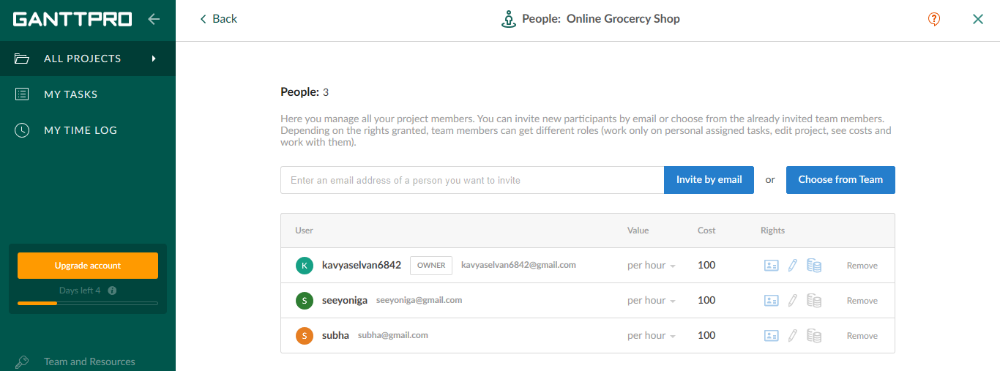 GANTTPRO
Back
People: Online Grocercy Shop
ALL PROJECTS
MY TASKS
MY TIME LOG
Upgrade account
Days left 4
Team and Resources
People: 3
Here you manage all your project members. You can invite new participants by email or choose from the already invited team members.
Depending on the rights granted, team members can get different roles (work only on personal assigned tasks, edit project, see costs and
work with them).
Enter an email address of a person you want to invite
Invite by email or Choose from Team
User Value Cost Rights
K kavyaselvan6842 OWNER kavyaselvan6842@gmail.com per hour 100 Remove
S seeyoniga seeyoniga@gmail.com per hour 100 Remove
S subha subha@gmail.com per hour 100 Remove